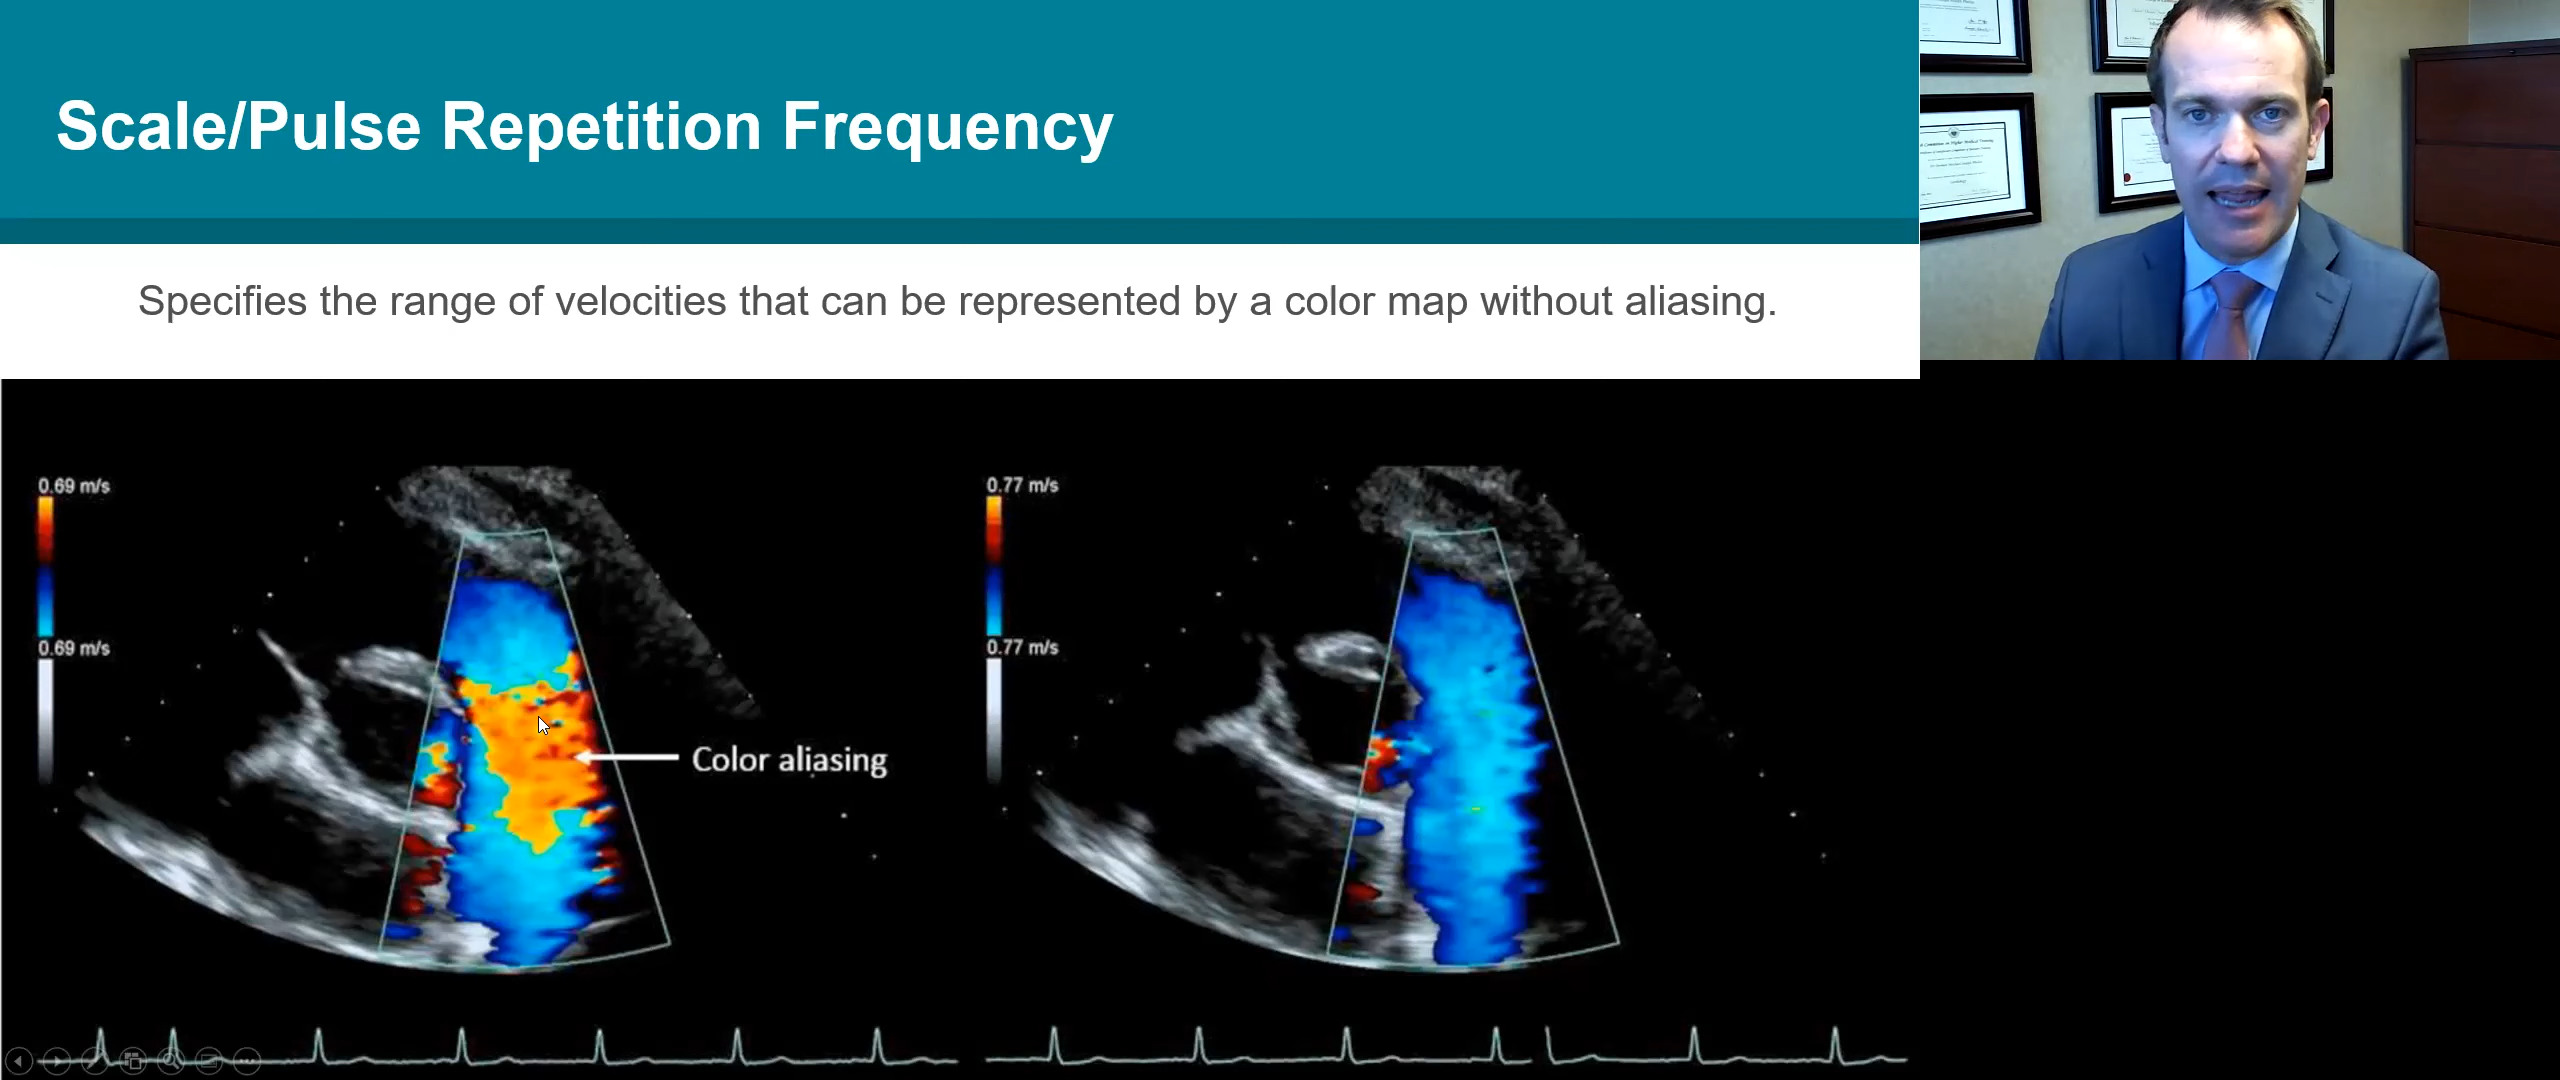 Scale/Pulse Repetition Frequency
Specifies the range of velocities that can be represented by a color map without aliasing.
0.69 m/s
0.69 m/s
Color aliasing
0.77 m/s
0.77 m/s